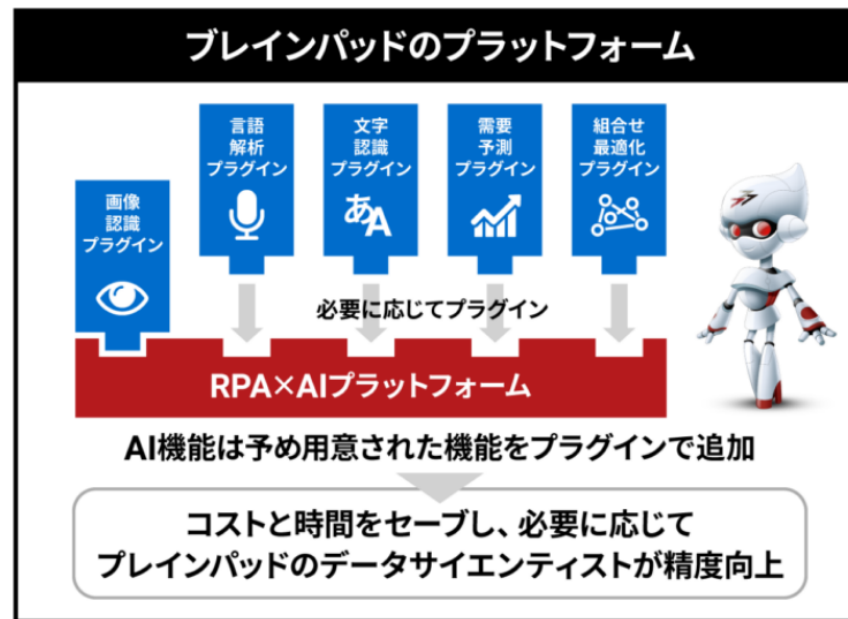 ブレインパッドのプラットフォーム
画像
認識
プラグイン
言語
解析
プラグイン
文字
認識
プラグイン
あA
需要
予測
プラグイン
組合せ
最適化
プラグイン
必要に応じてプラグイン
RPA×AIプラットフォーム
AI機能は予め用意された機能をプラグインで追加
コストと時間をセーブし、必要に応じて
ブレインパッドのデータサイエンティストが精度向上